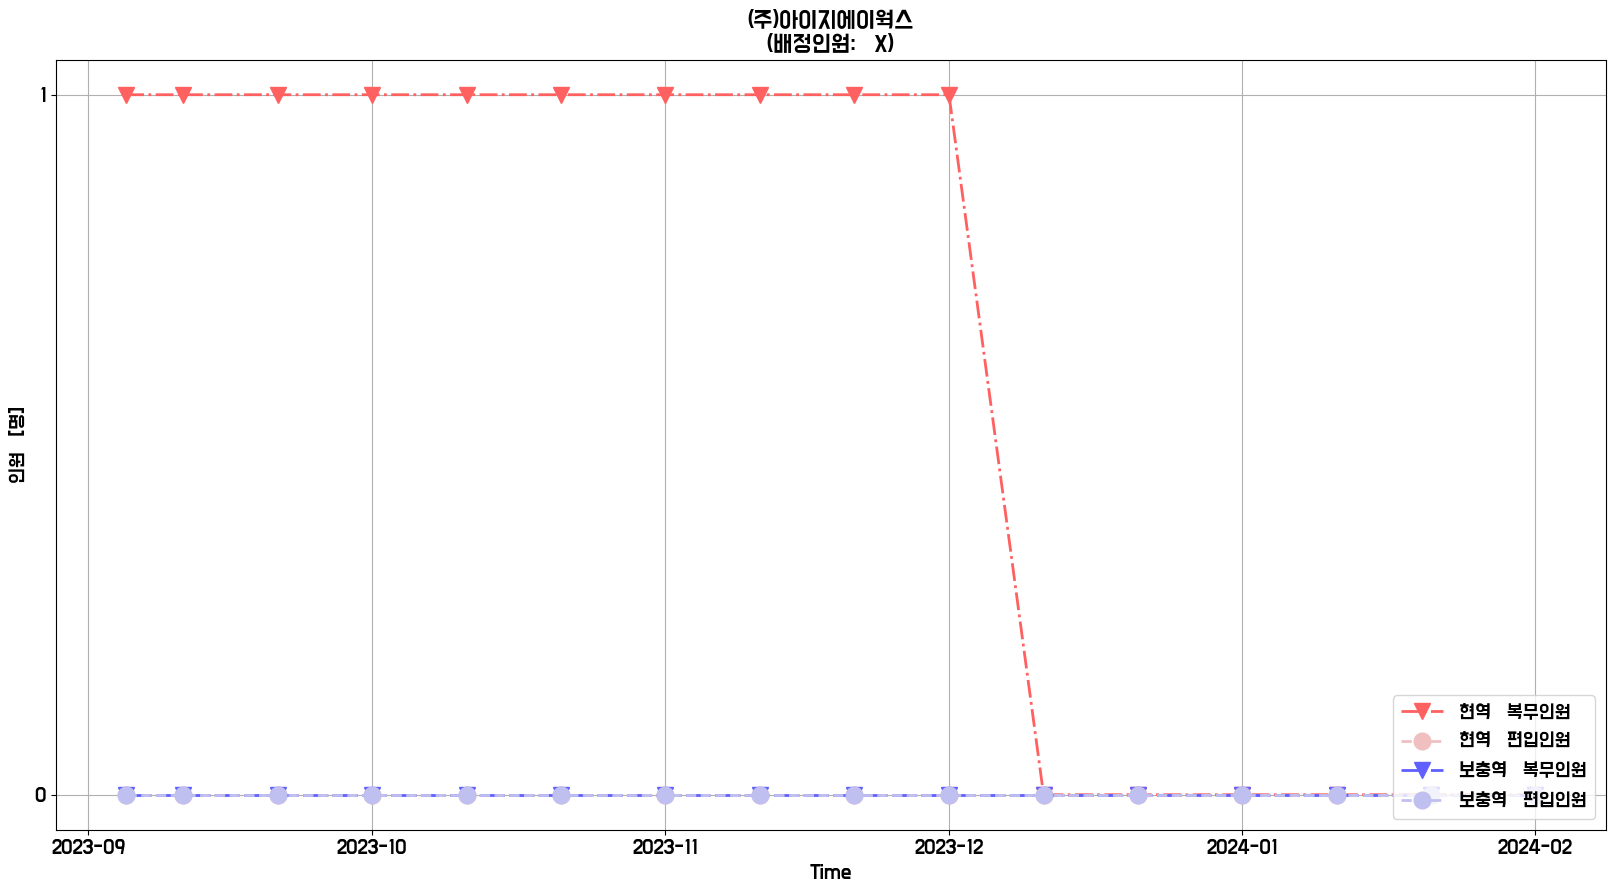 (주)아이지에이웍스
(배정인원: X)
1
0
인원 [명]
2023-09 2023-10 2023-11 2023-12 2024-01 2024-02
Time
현역 복무인원
현역 편입인원
보충역 복무인원
보충역 편입인원